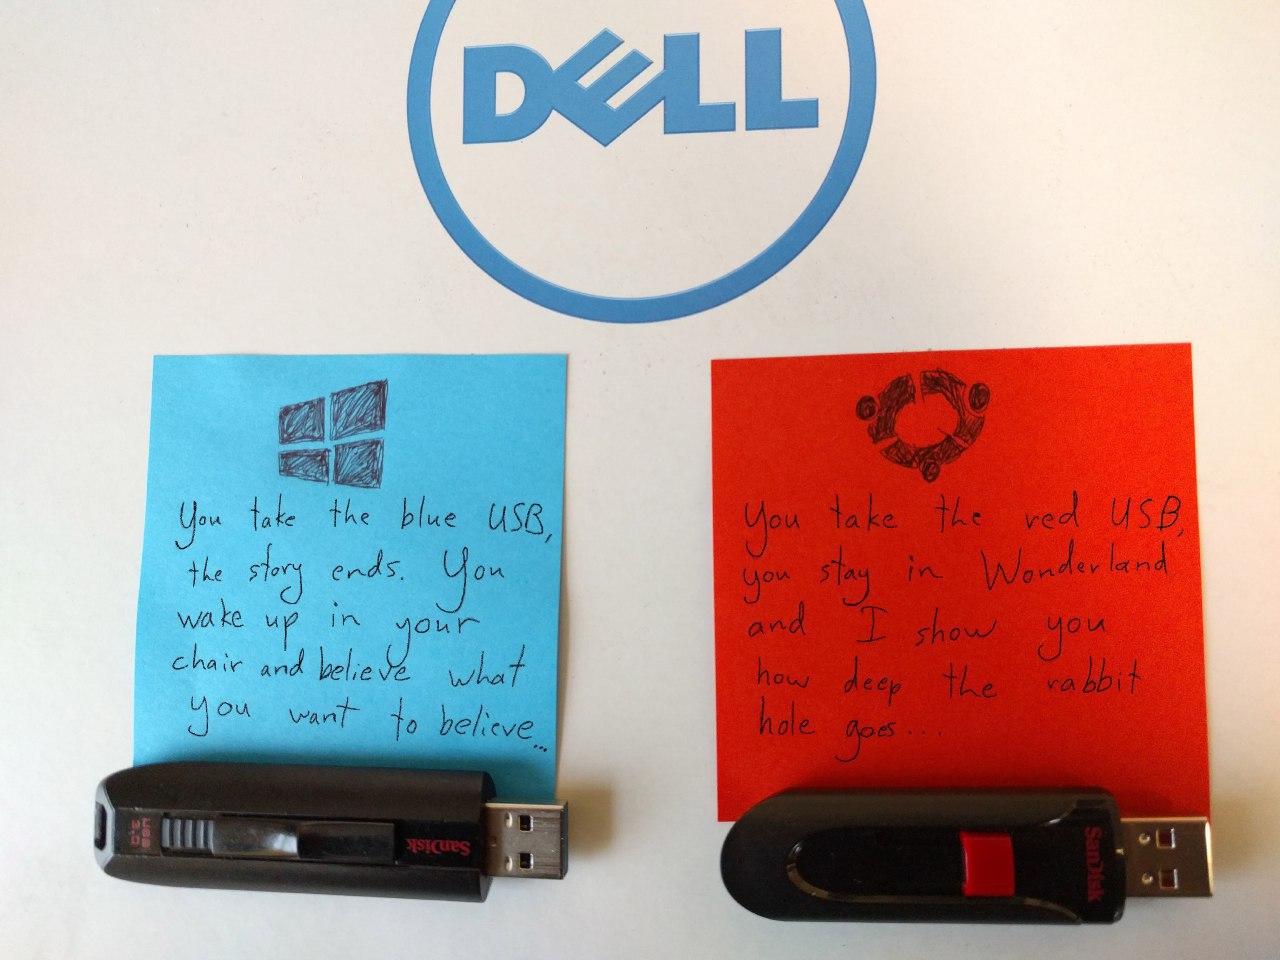 DELL
You take the blue USB,
the story ends. You
wake up in your
chair and believe what
you want to believe...
You take the red USB,
you stay in Wonderland
and I show you
how deep the rabbit
hole goes...
USB
3.0
SanDisk
SanDisk